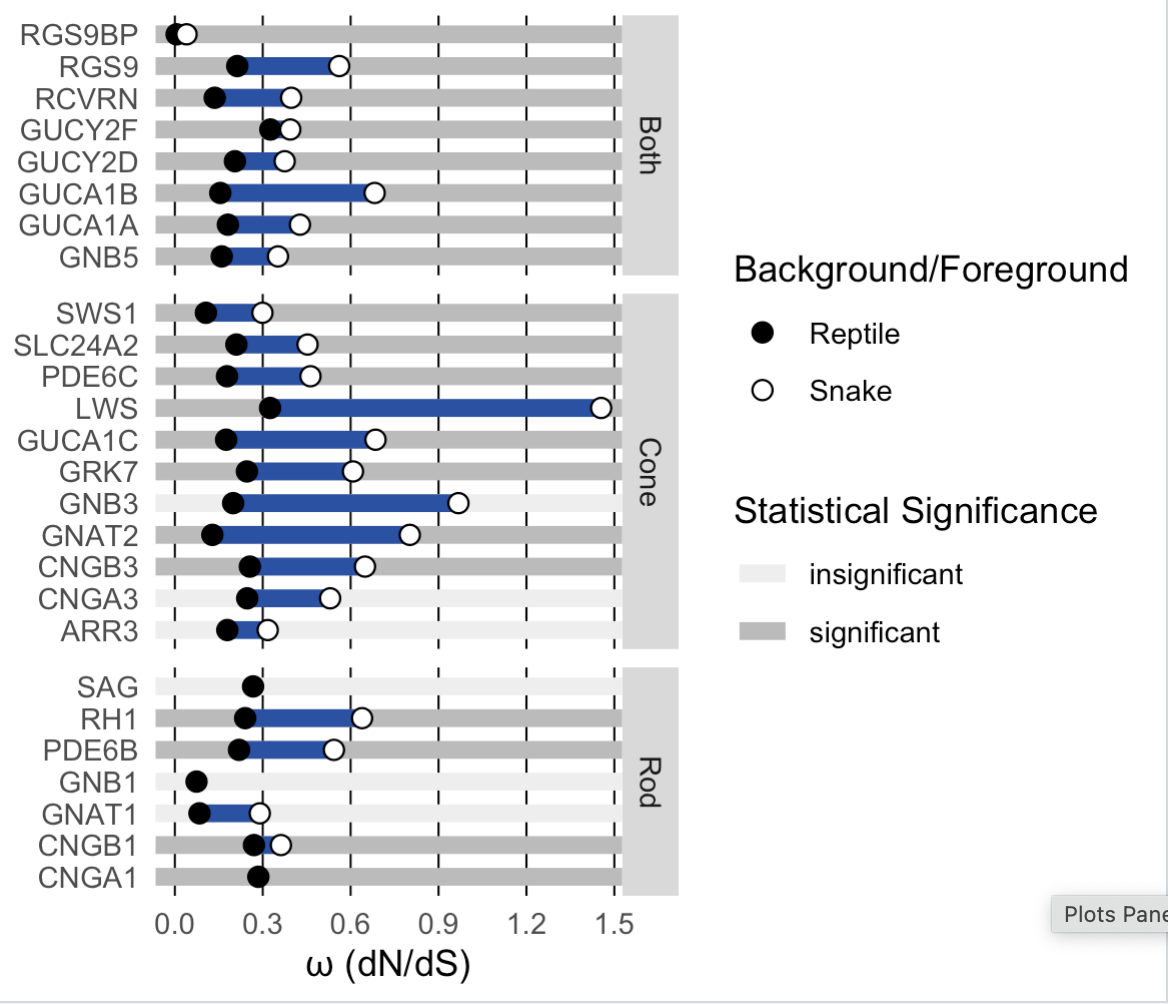 RGS9BP
RGS9
RCVRN
GUCY2F
GUCY2D
GUCA1B
GUCA1A
GNB5
Both
SWS1
SLC24A2
PDE6C
LWS
GUCA1C
GRK7
GNB3
GNAT2
CNGB3
CNGA3
ARR3
Cone
SAG
RH1
PDE6B
GNB1
GNAT1
CNGB1
CNGA1
Rod
0.0 0.3 0.6 0.9 1.2 1.5
ω (dN/dS)
Background/Foreground
Reptile
Snake
Statistical Significance
insignificant
significant
Plots Pane